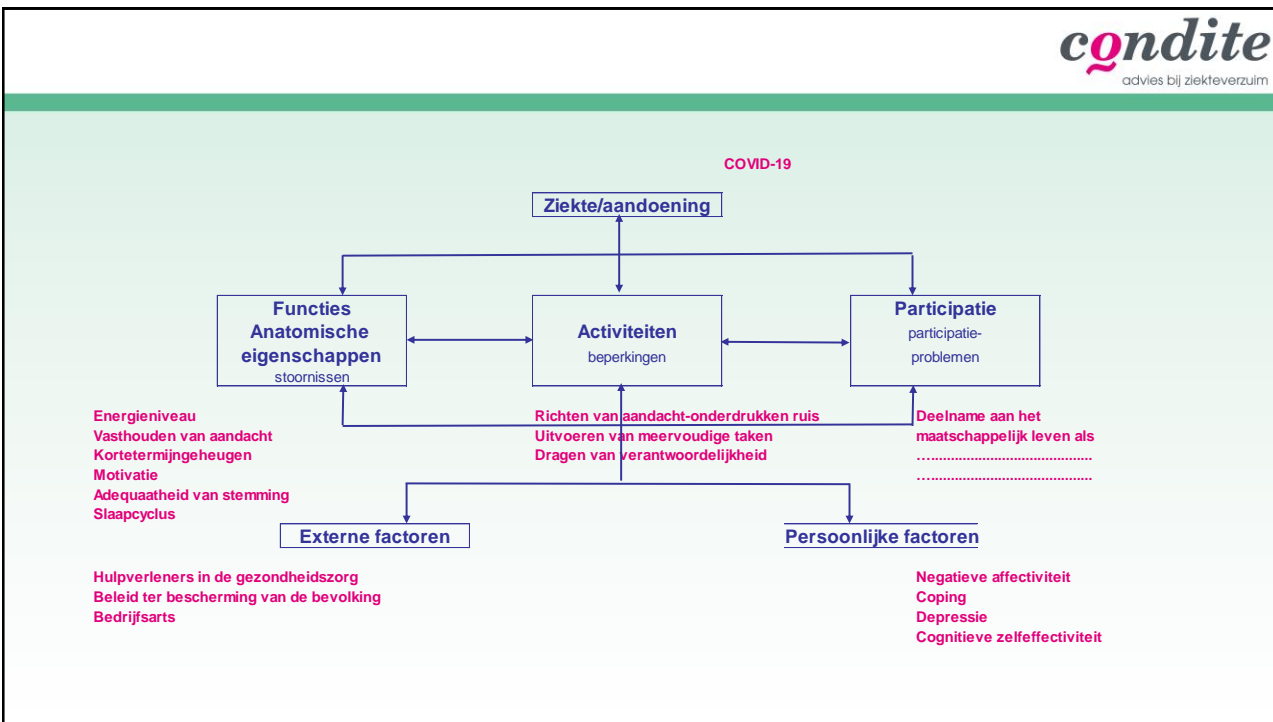 condite
advies bij ziekteverzuim
COVID-19
Ziekte/aandoening
Functies
Anatomische
eigenschappen
stoornissen
Activiteiten
beperkingen
Participatie
participatie-
problemen
Energieniveau
Vasthouden van aandacht
Kortetermijngeheugen
Motivatie
Adequaatheid van stemming
Slaapcyclus
Richten van aandacht-onderdrukken ruis
Uitvoeren van meervoudige taken
Dragen van verantwoordelijkheid
Deelname aan het
maatschappelijk leven als
…......................................
…......................................
Externe factoren
Persoonlijke factoren
Hulpverleners in de gezondheidszorg
Beleid ter bescherming van de bevolking
Bedrijfsarts
Negatieve affectiviteit
Coping
Depressie
Cognitieve zelfeffectiviteit